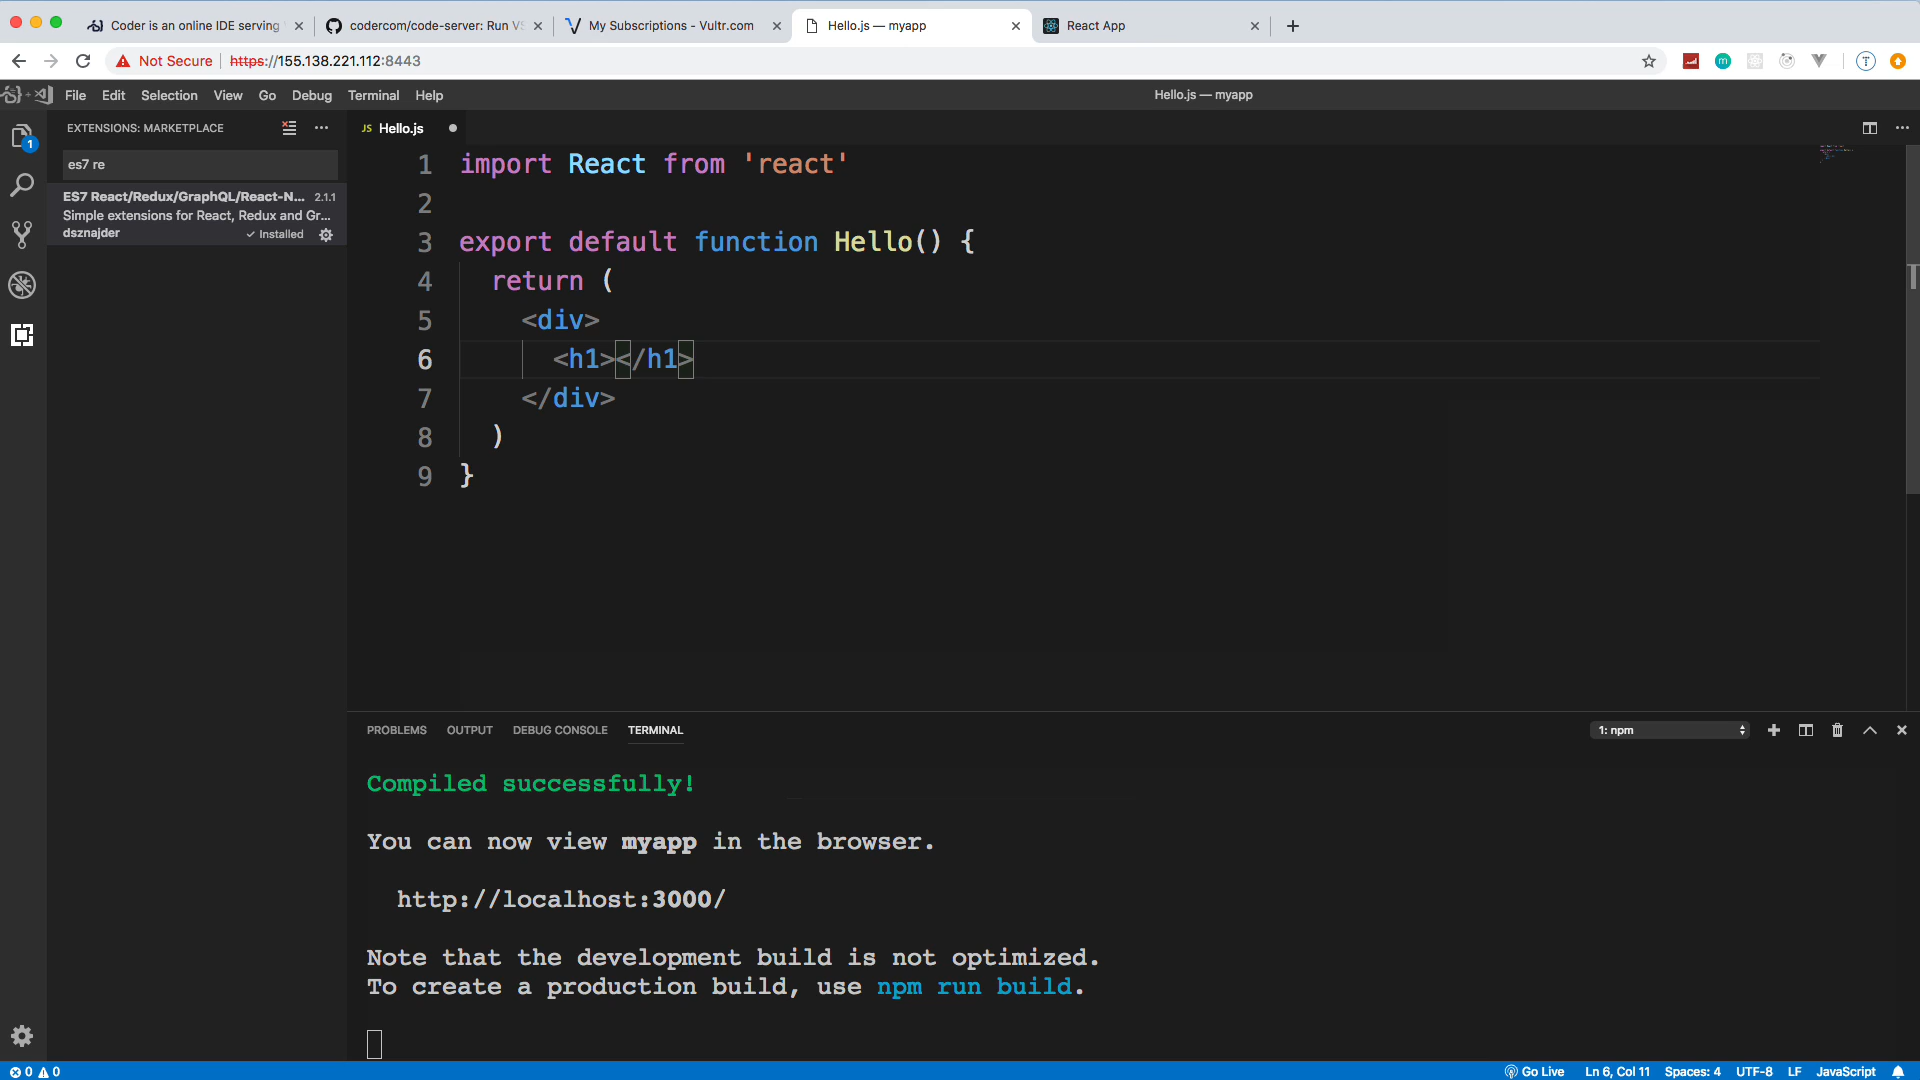 Coder is an online IDE serving
codercom/code-server: Run VS
My Subscriptions - Vultr.com
Hello.js — myapp
React App
Not Secure
https://155.138.221.112:8443
File Edit Selection View Go Debug Terminal Help
Hello.js — myapp
EXTENSIONS: MARKETPLACE
es7 re
ES7 React/Redux/GraphQL/React-N... 2.1.1
Simple extensions for React, Redux and Gr...
dsznajder
Installed
JS Hello.js
1 import React from 'react'
2
3 export default function Hello() {
4 return (
5 <div>
6 <h1></h1>
7 </div>
8 )
9 }
PROBLEMS OUTPUT DEBUG CONSOLE TERMINAL
1: npm
Compiled successfully!
You can now view myapp in the browser.
http://localhost:3000/
Note that the development build is not optimized.
To create a production build, use npm run build.
0 0
Go Live Ln 6, Col 11 Spaces: 4 UTF-8 LF JavaScript